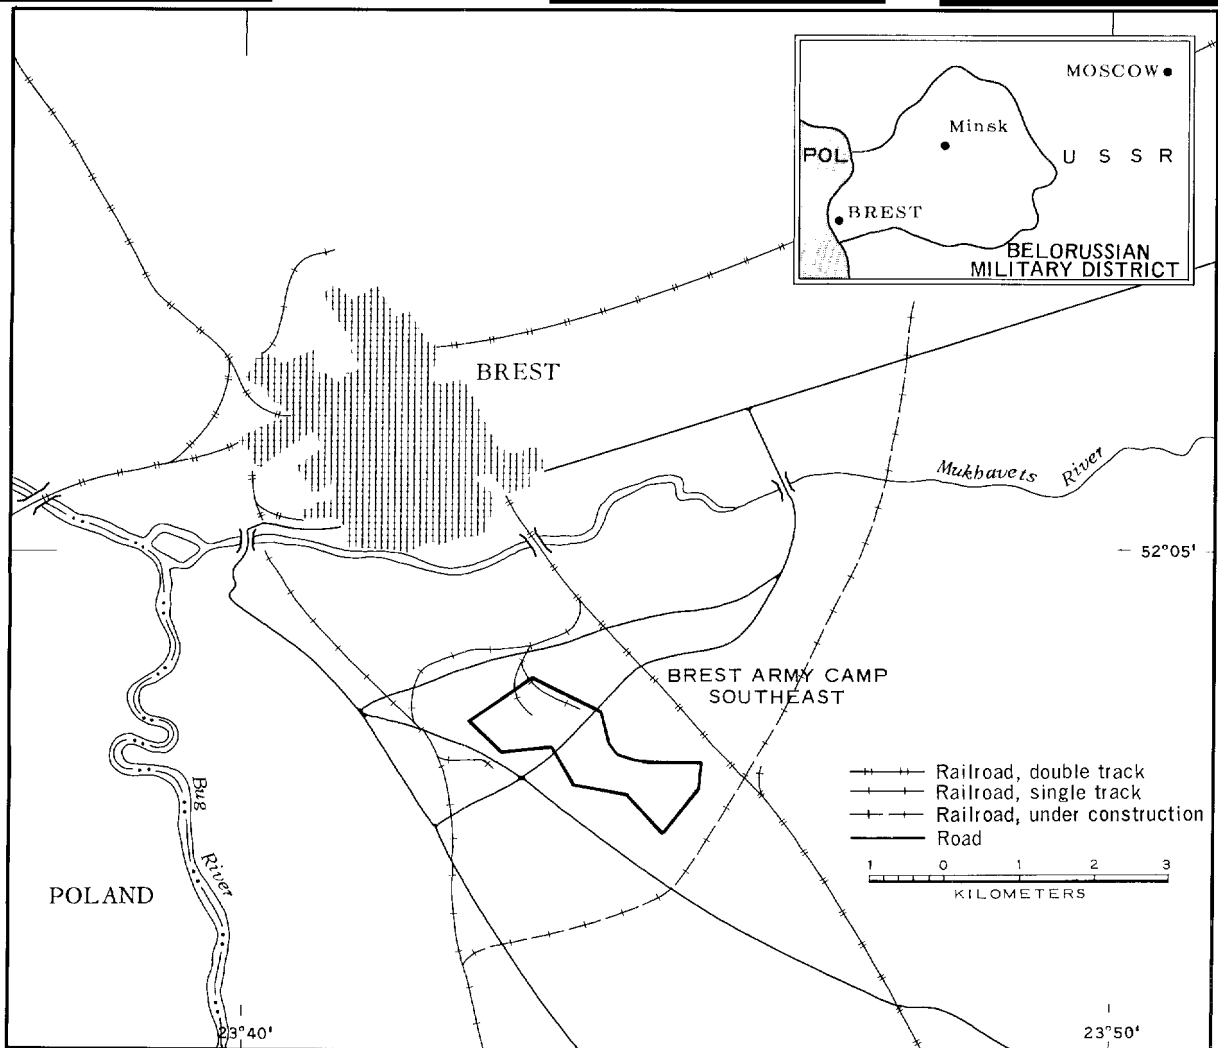 MOSCOW
Minsk
POL
U S S R
BREST
BELORUSSIAN
MILITARY DISTRICT
BREST
Mukhavets River
52°05'
BREST ARMY CAMP
SOUTHEAST
Railroad, double track
Railroad, single track
Railroad, under construction
Road
1 0 1 2 3
KILOMETERS
Bug River
POLAND
23°40'
23°50'